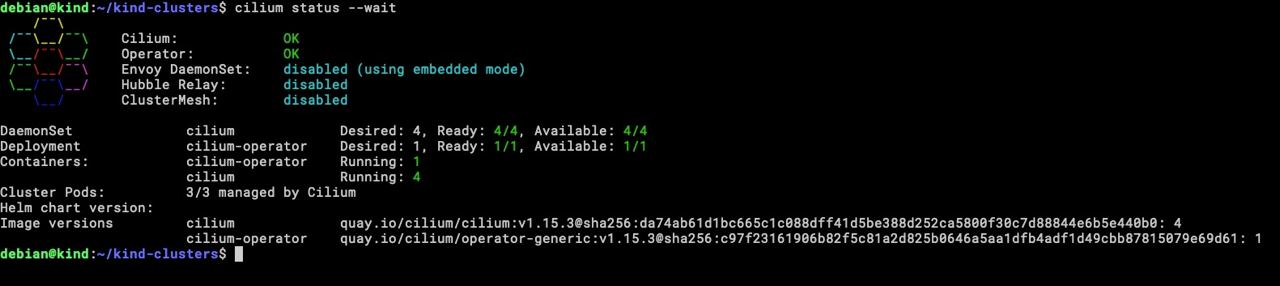 debian@kind:~/kind-clusters$ cilium status --wait
    /¯¯\
 /¯¯\__/¯¯\    Cilium:             OK
 \__/¯¯\__/    Operator:           OK
 /¯¯\__/¯¯\    Envoy DaemonSet:    disabled (using embedded mode)
 \__/¯¯\__/    Hubble Relay:       disabled
    \__/       ClusterMesh:        disabled

DaemonSet              cilium             Desired: 4, Ready: 4/4, Available: 4/4
Deployment             cilium-operator    Desired: 1, Ready: 1/1, Available: 1/1
Containers:            cilium-operator    Running: 1
                       cilium             Running: 4
Cluster Pods:          3/3 managed by Cilium
Helm chart version:
Image versions         cilium             quay.io/cilium/cilium:v1.15.3@sha256:da74ab61d1bc665c1c088dff41d5be388d252ca5800f30c7d88844e6b5e440b0: 4
                       cilium-operator    quay.io/cilium/operator-generic:v1.15.3@sha256:c97f23161906b82f5c81a2d825b0646a5aa1dfb4adf1d49cbb87815079e69d61: 1
debian@kind:~/kind-clusters$